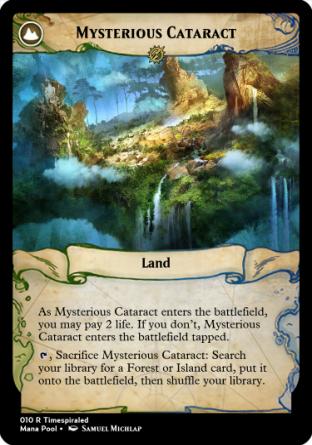 Mysterious Cataract
Land
As Mysterious Cataract enters the battlefield,
you may pay 2 life. If you don't, Mysterious
Cataract enters the battlefield tapped.
, Sacrifice Mysterious Cataract: Search
your library for a Forest or Island card, put it
onto the battlefield, then shuffle your library.
010 R Timespiraled
Mana Pool • Samuel Michlap